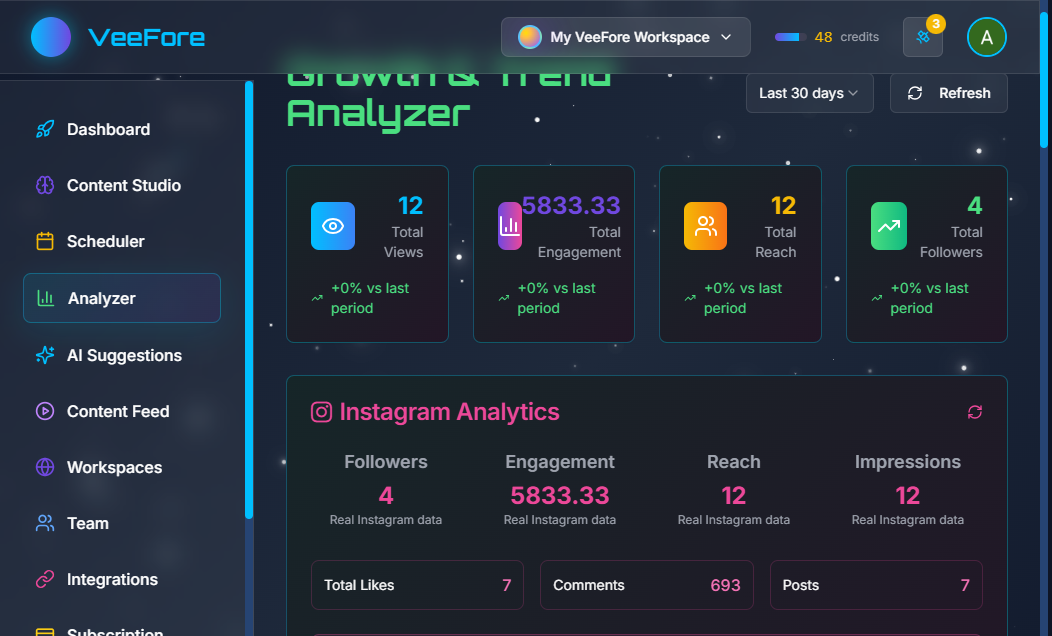 VeeFore
My VeeFore Workspace
48 credits
3
A
Growth & Trend
Analyzer
Last 30 days
Refresh
Dashboard
Content Studio
Scheduler
Analyzer
AI Suggestions
Content Feed
Workspaces
Team
Integrations
Subscription
12
Total
Views
+0% vs last
period
5833.33
Total
Engagement
+0% vs last
period
12
Total
Reach
+0% vs last
period
4
Total
Followers
+0% vs last
period
Instagram Analytics
Followers
4
Real Instagram data
Engagement
5833.33
Real Instagram data
Reach
12
Real Instagram data
Impressions
12
Real Instagram data
Total Likes 7
Comments 693
Posts 7